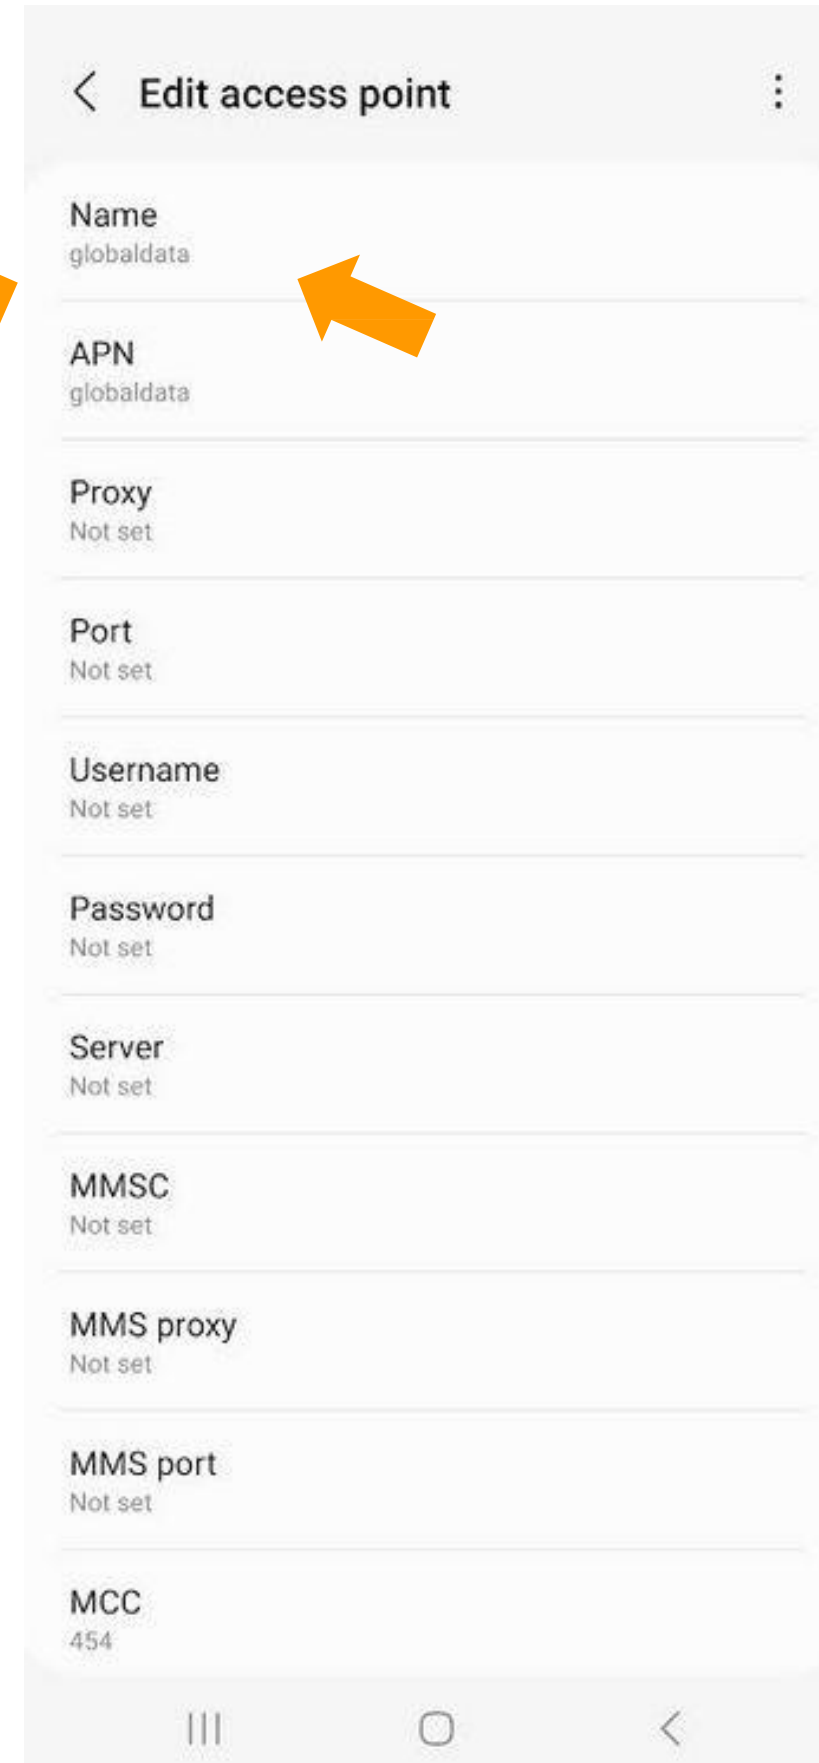 Edit access point
Name
globaldata
APN
globaldata
Proxy
Not set
Port
Not set
Username
Not set
Password
Not set
Server
Not set
MMSC
Not set
MMS proxy
Not set
MMS port
Not set
MCC
454